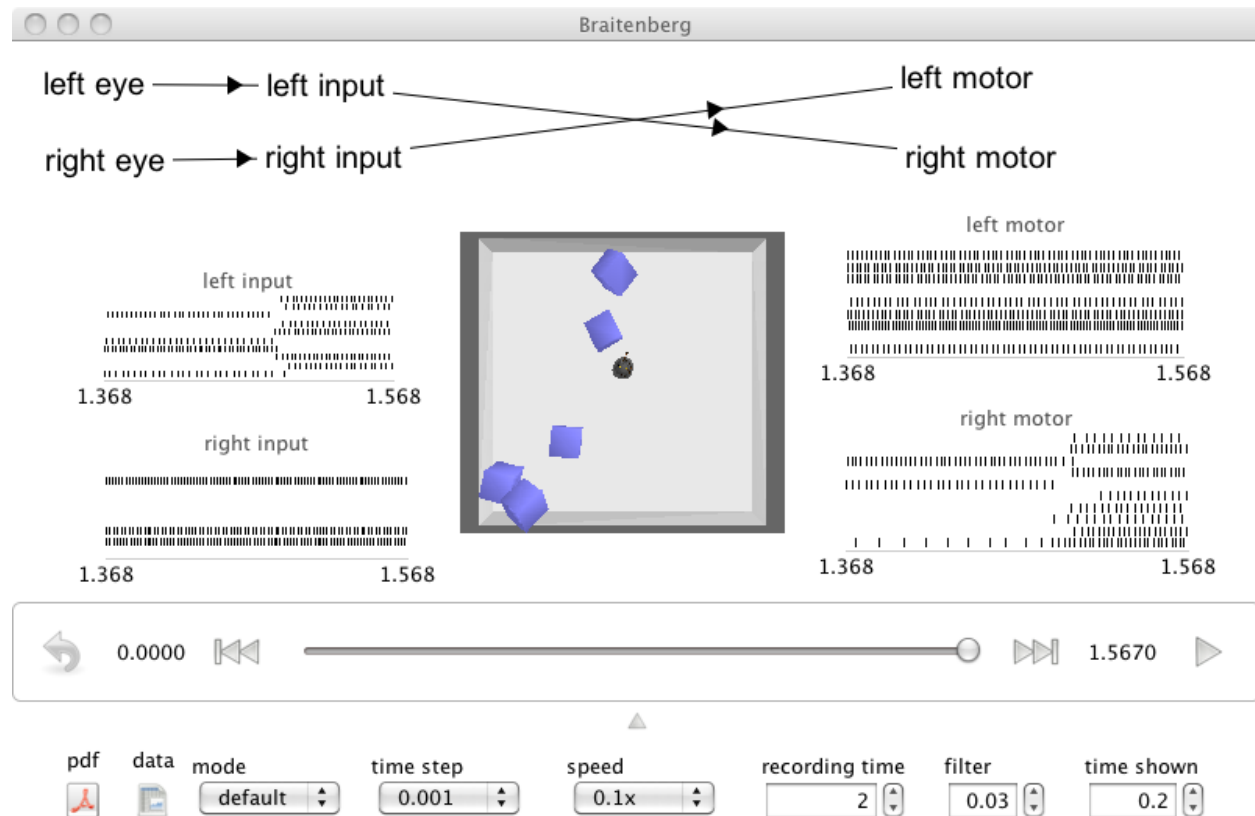 Braitenberg
left eye left input left motor
right eye right input right motor
left motor
left input
1.368 1.568
1.368 1.568
right motor
right input
1.368 1.568
1.368 1.568
0.0000 1.5670
pdf data mode time step speed recording time filter time shown
default 0.001 0.1x 2 0.03 0.2